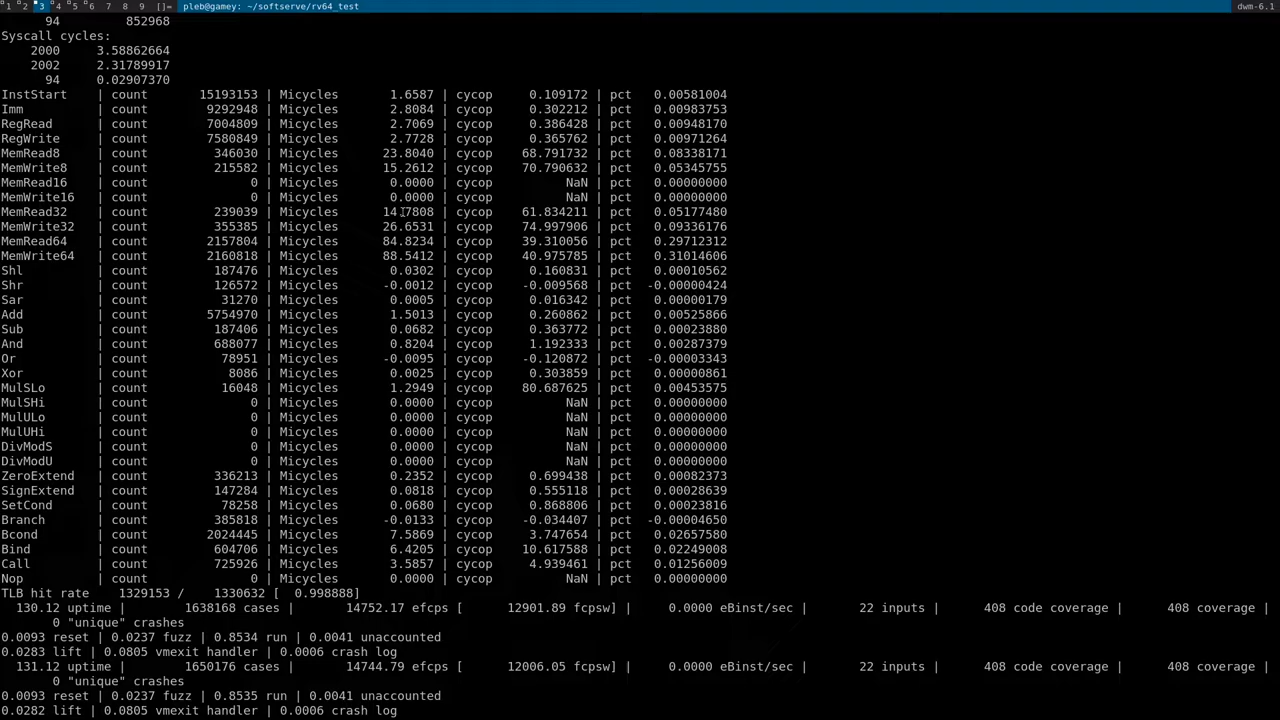 1 2 3 4 5 6 7 8 9 []= pleb@gamey: ~/softserve/rv64_test dwm-6.1
94 852968
Syscall cycles:
2000 3.58862664
2002 2.31789917
94 0.02907370
InstStart | count 15193153 | Micycles 1.6587 | cycop 0.109172 | pct 0.00581004
Imm | count 9292948 | Micycles 2.8084 | cycop 0.302212 | pct 0.00983753
RegRead | count 7004809 | Micycles 2.7069 | cycop 0.386428 | pct 0.00948170
RegWrite | count 7580849 | Micycles 2.7728 | cycop 0.365762 | pct 0.00971264
MemRead8 | count 346030 | Micycles 23.8040 | cycop 68.791732 | pct 0.08338171
MemWrite8 | count 215582 | Micycles 15.2612 | cycop 70.790632 | pct 0.05345755
MemRead16 | count 0 | Micycles 0.0000 | cycop NaN | pct 0.00000000
MemWrite16 | count 0 | Micycles 0.0000 | cycop NaN | pct 0.00000000
MemRead32 | count 239039 | Micycles 14.7808 | cycop 61.834211 | pct 0.05177480
MemWrite32 | count 355385 | Micycles 26.6531 | cycop 74.997906 | pct 0.09336176
MemRead64 | count 2157804 | Micycles 84.8234 | cycop 39.310056 | pct 0.29712312
MemWrite64 | count 2160818 | Micycles 88.5412 | cycop 40.975785 | pct 0.31014606
Shl | count 187476 | Micycles 0.0302 | cycop 0.160831 | pct 0.00010562
Shr | count 126572 | Micycles -0.0012 | cycop -0.009568 | pct -0.00000424
Sar | count 31270 | Micycles 0.0005 | cycop 0.016342 | pct 0.00000179
Add | count 5754970 | Micycles 1.5013 | cycop 0.260862 | pct 0.00525866
Sub | count 187406 | Micycles 0.0682 | cycop 0.363772 | pct 0.00023880
And | count 688077 | Micycles 0.8204 | cycop 1.192333 | pct 0.00287379
Or | count 78951 | Micycles -0.0095 | cycop -0.120872 | pct -0.00003343
Xor | count 8086 | Micycles 0.0025 | cycop 0.303859 | pct 0.00000861
MulSLo | count 16048 | Micycles 1.2949 | cycop 80.687625 | pct 0.00453575
MulSHi | count 0 | Micycles 0.0000 | cycop NaN | pct 0.00000000
MulULo | count 0 | Micycles 0.0000 | cycop NaN | pct 0.00000000
MulUHi | count 0 | Micycles 0.0000 | cycop NaN | pct 0.00000000
DivModS | count 0 | Micycles 0.0000 | cycop NaN | pct 0.00000000
DivModU | count 0 | Micycles 0.0000 | cycop NaN | pct 0.00000000
ZeroExtend | count 336213 | Micycles 0.2352 | cycop 0.699438 | pct 0.00082373
SignExtend | count 147284 | Micycles 0.0818 | cycop 0.555118 | pct 0.00028639
SetCond | count 78258 | Micycles 0.0680 | cycop 0.868806 | pct 0.00023816
Branch | count 385818 | Micycles -0.0133 | cycop -0.034407 | pct -0.00004650
Bcond | count 2024445 | Micycles 7.5869 | cycop 3.747654 | pct 0.02657580
Bind | count 604706 | Micycles 6.4205 | cycop 10.617588 | pct 0.02249008
Call | count 725926 | Micycles 3.5857 | cycop 4.939461 | pct 0.01256009
Nop | count 0 | Micycles 0.0000 | cycop NaN | pct 0.00000000
TLB hit rate 1329153 / 1330632 [ 0.998888]
130.12 uptime | 1638168 cases | 14752.17 efcps [ 12901.89 fcpsw] | 0.0000 eBinst/sec | 22 inputs | 408 code coverage | 408 coverage |
0 "unique" crashes
0.0093 reset | 0.0237 fuzz | 0.8534 run | 0.0041 unaccounted
0.0283 lift | 0.0805 vmexit handler | 0.0006 crash log
131.12 uptime | 1650176 cases | 14744.79 efcps [ 12006.05 fcpsw] | 0.0000 eBinst/sec | 22 inputs | 408 code coverage | 408 coverage |
0 "unique" crashes
0.0093 reset | 0.0237 fuzz | 0.8535 run | 0.0041 unaccounted
0.0282 lift | 0.0805 vmexit handler | 0.0006 crash log